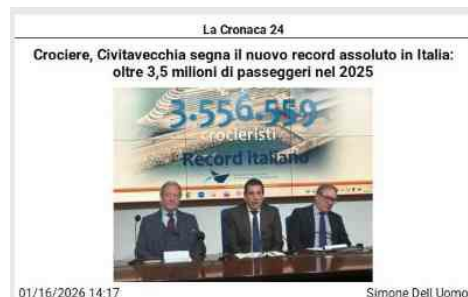 La Cronaca 24
Crociere, Civitavecchia segna il nuovo record assoluto in Italia:
oltre 3,5 milioni di passeggeri nel 2025
3.556.559
crocieristi
Record italiano
01/16/2026 14:17
Simone Dell Uomo